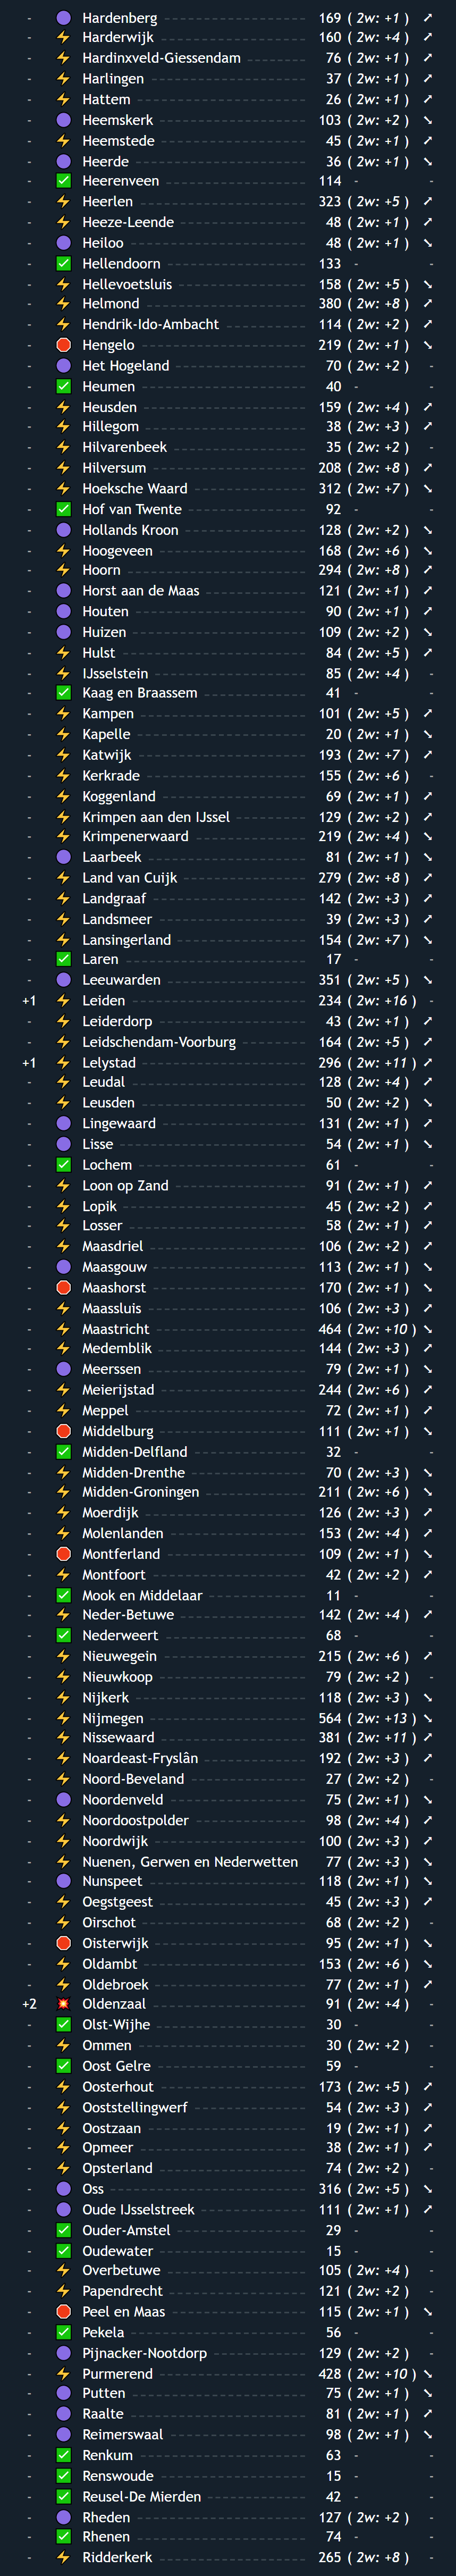 - Hardenberg 169 ( 2w: +1 ) ↗
- Harderwijk 160 ( 2w: +4 ) ↗
- Hardinxveld-Giessendam 76 ( 2w: +1 ) ↗
- Harlingen 37 ( 2w: +1 ) ↗
- Hattem 26 ( 2w: +1 ) ↗
- Heemskerk 103 ( 2w: +2 ) ↘
- Heemstede 45 ( 2w: +1 ) ↗
- Heerde 36 ( 2w: +1 ) ↘
- Heerenveen 114 - -
- Heerlen 323 ( 2w: +5 ) ↗
- Heeze-Leende 48 ( 2w: +1 ) ↗
- Heiloo 48 ( 2w: +1 ) ↘
- Hellendoorn 133 - -
- Hellevoetsluis 158 ( 2w: +5 ) ↘
- Helmond 380 ( 2w: +8 ) ↗
- Hendrik-Ido-Ambacht 114 ( 2w: +2 ) ↗
- Hengelo 219 ( 2w: +1 ) ↘
- Het Hogeland 70 ( 2w: +2 ) -
- Heumen 40 - -
- Heusden 159 ( 2w: +4 ) ↗
- Hillegom 38 ( 2w: +3 ) ↗
- Hilvarenbeek 35 ( 2w: +2 ) -
- Hilversum 208 ( 2w: +8 ) ↗
- Hoeksche Waard 312 ( 2w: +7 ) ↘
- Hof van Twente 92 - -
- Hollands Kroon 128 ( 2w: +2 ) ↘
- Hoogeveen 168 ( 2w: +6 ) ↘
- Hoorn 294 ( 2w: +8 ) ↗
- Horst aan de Maas 121 ( 2w: +1 ) ↗
- Houten 90 ( 2w: +1 ) ↗
- Huizen 109 ( 2w: +2 ) ↘
- Hulst 84 ( 2w: +5 ) ↗
- IJsselstein 85 ( 2w: +4 ) -
- Kaag en Braassem 41 - -
- Kampen 101 ( 2w: +5 ) ↗
- Kapelle 20 ( 2w: +1 ) ↘
- Katwijk 193 ( 2w: +7 ) ↗
- Kerkrade 155 ( 2w: +6 ) -
- Koggenland 69 ( 2w: +1 ) ↗
- Krimpen aan den IJssel 129 ( 2w: +2 ) ↗
- Krimpenerwaard 219 ( 2w: +4 ) ↘
- Laarbeek 81 ( 2w: +1 ) ↘
- Land van Cuijk 279 ( 2w: +8 ) ↗
- Landgraaf 142 ( 2w: +3 ) ↗
- Landsmeer 39 ( 2w: +3 ) ↗
- Lansingerland 154 ( 2w: +7 ) ↘
- Laren 17 - -
- Leeuwarden 351 ( 2w: +5 ) ↘
+1 Leiden 234 ( 2w: +16 ) -
- Leiderdorp 43 ( 2w: +1 ) ↗
- Leidschendam-Voorburg 164 ( 2w: +5 ) ↗
+1 Lelystad 296 ( 2w: +11 ) ↗
- Leudal 128 ( 2w: +4 ) ↗
- Leusden 50 ( 2w: +2 ) ↘
- Lingewaard 131 ( 2w: +1 ) ↗
- Lisse 54 ( 2w: +1 ) ↘
- Lochem 61 - -
- Loon op Zand 91 ( 2w: +1 ) ↗
- Lopik 45 ( 2w: +2 ) ↗
- Losser 58 ( 2w: +1 ) ↗
- Maasdriel 106 ( 2w: +2 ) ↗
- Maasgouw 113 ( 2w: +1 ) ↘
- Maashorst 170 ( 2w: +1 ) ↘
- Maassluis 106 ( 2w: +3 ) ↗
- Maastricht 464 ( 2w: +10 ) ↘
- Medemblik 144 ( 2w: +3 ) ↗
- Meerssen 79 ( 2w: +1 ) ↘
- Meierijstad 244 ( 2w: +6 ) ↗
- Meppel 72 ( 2w: +1 ) ↗
- Middelburg 111 ( 2w: +1 ) ↘
- Midden-Delfland 32 - -
- Midden-Drenthe 70 ( 2w: +3 ) ↘
- Midden-Groningen 211 ( 2w: +6 ) ↘
- Moerdijk 126 ( 2w: +3 ) ↗
- Molenlanden 153 ( 2w: +4 ) ↗
- Montferland 109 ( 2w: +1 ) ↘
- Montfoort 42 ( 2w: +2 ) ↗
- Mook en Middelaar 11 - -
- Neder-Betuwe 142 ( 2w: +4 ) ↗
- Nederweert 68 - -
- Nieuwegein 215 ( 2w: +6 ) ↗
- Nieuwkoop 79 ( 2w: +2 ) -
- Nijkerk 118 ( 2w: +3 ) ↘
- Nijmegen 564 ( 2w: +13 ) ↘
- Nissewaard 381 ( 2w: +11 ) ↗
- Noardeast-Fryslân 192 ( 2w: +3 ) ↗
- Noord-Beveland 27 ( 2w: +2 ) -
- Noordenveld 75 ( 2w: +1 ) ↘
- Noordoostpolder 98 ( 2w: +4 ) ↗
- Noordwijk 100 ( 2w: +3 ) ↗
- Nuenen, Gerwen en Nederwetten 77 ( 2w: +3 ) ↘
- Nunspeet 118 ( 2w: +1 ) ↘
- Oegstgeest 45 ( 2w: +3 ) ↗
- Oirschot 68 ( 2w: +2 ) -
- Oisterwijk 95 ( 2w: +1 ) ↘
- Oldambt 153 ( 2w: +6 ) ↘
- Oldebroek 77 ( 2w: +1 ) ↗
+2 Oldenzaal 91 ( 2w: +4 ) -
- Olst-Wijhe 30 - -
- Ommen 30 ( 2w: +2 ) -
- Oost Gelre 59 - -
- Oosterhout 173 ( 2w: +5 ) ↗
- Ooststellingwerf 54 ( 2w: +3 ) ↗
- Oostzaan 19 ( 2w: +1 ) ↗
- Opmeer 38 ( 2w: +1 ) ↗
- Opsterland 74 ( 2w: +2 ) -
- Oss 316 ( 2w: +5 ) ↘
- Oude IJsselstreek 111 ( 2w: +1 ) ↗
- Ouder-Amstel 29 - -
- Oudewater 15 - -
- Overbetuwe 105 ( 2w: +4 ) -
- Papendrecht 121 ( 2w: +2 ) -
- Peel en Maas 115 ( 2w: +1 ) ↘
- Pekela 56 - -
- Pijnacker-Nootdorp 129 ( 2w: +2 ) -
- Purmerend 428 ( 2w: +10 ) ↘
- Putten 75 ( 2w: +1 ) ↘
- Raalte 81 ( 2w: +1 ) ↗
- Reimerswaal 98 ( 2w: +1 ) ↘
- Renkum 63 - -
- Renswoude 15 - -
- Reusel-De Mierden 42 - -
- Rheden 127 ( 2w: +2 ) -
- Rhenen 74 - -
- Ridderkerk 265 ( 2w: +8 ) -